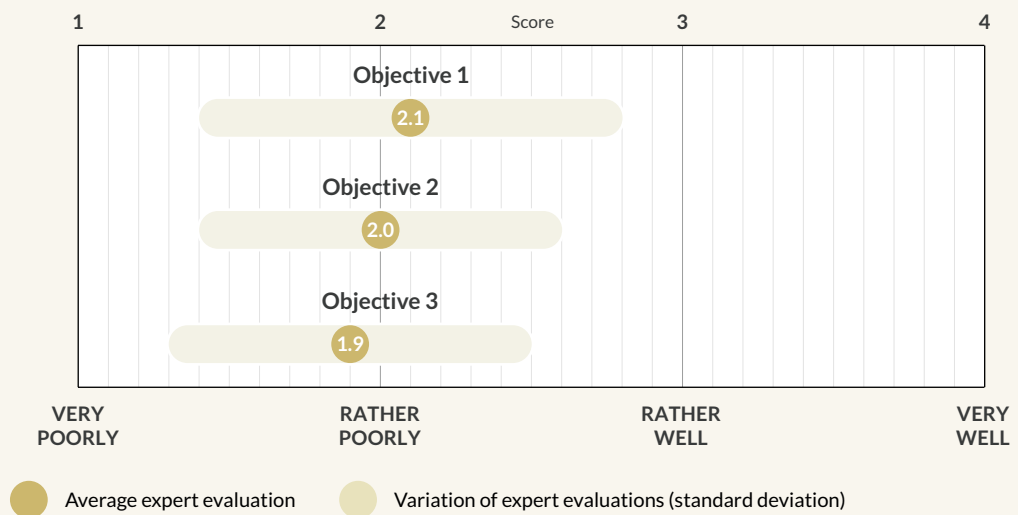 1 2 Score 3 4
Objective 1
2.1
Objective 2
2.0
Objective 3
1.9
VERY POORLY
RATHER POORLY
RATHER WELL
VERY WELL
Average expert evaluation
Variation of expert evaluations (standard deviation)